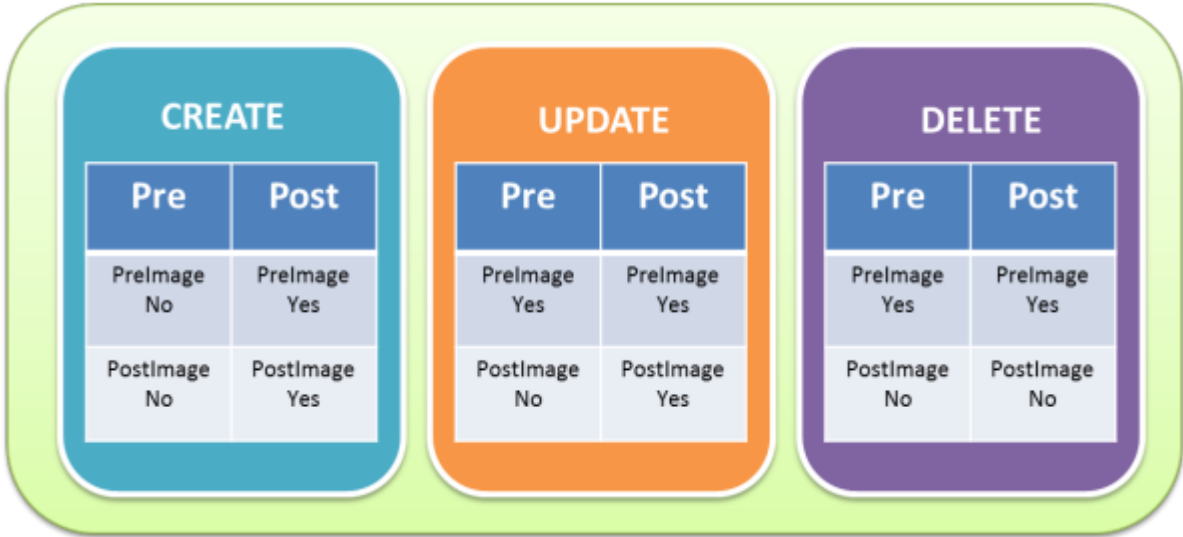 CREATE
Pre Post
PreImage PreImage
No Yes
PostImage PostImage
No Yes
UPDATE
Pre Post
PreImage PreImage
Yes Yes
PostImage PostImage
No Yes
DELETE
Pre Post
PreImage PreImage
Yes Yes
PostImage PostImage
No No